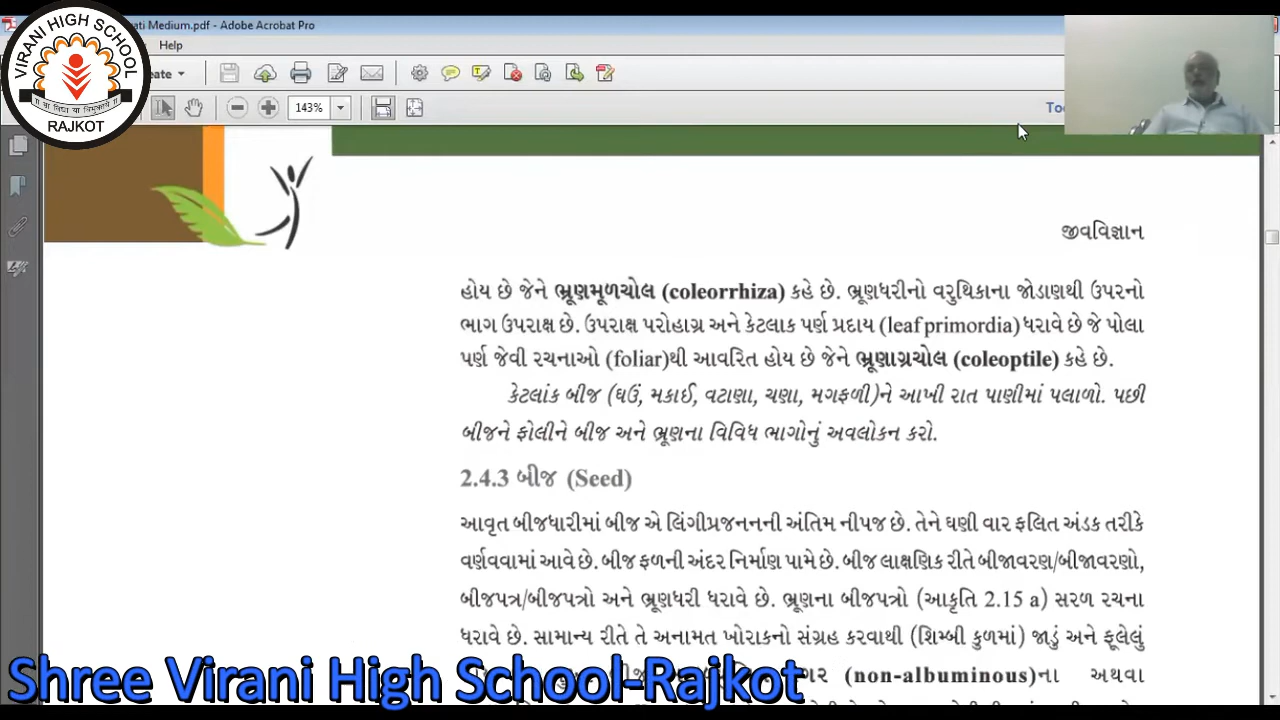 VIRANI HIGH SCHOOL
RAJKOT
ati Medium.pdf - Adobe Acrobat Pro
Help
eate
143%
જીવવિજ્ઞાન
હોય છે જેને ભ્રૂણમૂળચોલ (coleorrhiza) કહે છે. ભ્રૂણધરીનો વરુથિકાના જોડાણથી ઉપરનો
ભાગ ઉપરાક્ષ છે. ઉપરાક્ષ પરોહાગ્ર અને કેટલાક પર્ણ પ્રદાય (leaf primordia) ધરાવે છે જે પોલા
પર્ણ જેવી રચનાઓ (foliar)થી આવરિત હોય છે જેને ભ્રૂણાગ્રચોલ (coleoptile) કહે છે.
કેટલાંક બીજ (ઘઉં, મકાઈ, વટાણા, ચણા, મગફળી)ને આખી રાત પાણીમાં પલાળો. પછી
બીજને ફોલીને બીજ અને ભ્રૂણના વિવિધ ભાગોનું અવલોકન કરો.
2.4.3 બીજ (Seed)
આવૃત બીજધારીમાં બીજ એ લિંગીપ્રજનનની અંતિમ નીપજ છે. તેને ઘણી વાર ફલિત અંડક તરીકે
વર્ણવવામાં આવે છે. બીજ ફળની અંદર નિર્માણ પામે છે. બીજ લાક્ષણિક રીતે બીજાવરણ/બીજાવરણો,
બીજપત્ર/બીજપત્રો અને ભ્રૂણધરી ધરાવે છે. ભ્રૂણના બીજપત્રો (આકૃતિ 2.15 a) સરળ રચના
ધરાવે છે. સામાન્ય રીતે તે અનામત ખોરાકનો સંગ્રહ કરવાથી (શિમ્બી કુળમાં) જાડું અને ફૂલેલું
(non-albuminous)ના અથવા
Shree Virani High School-Rajkot